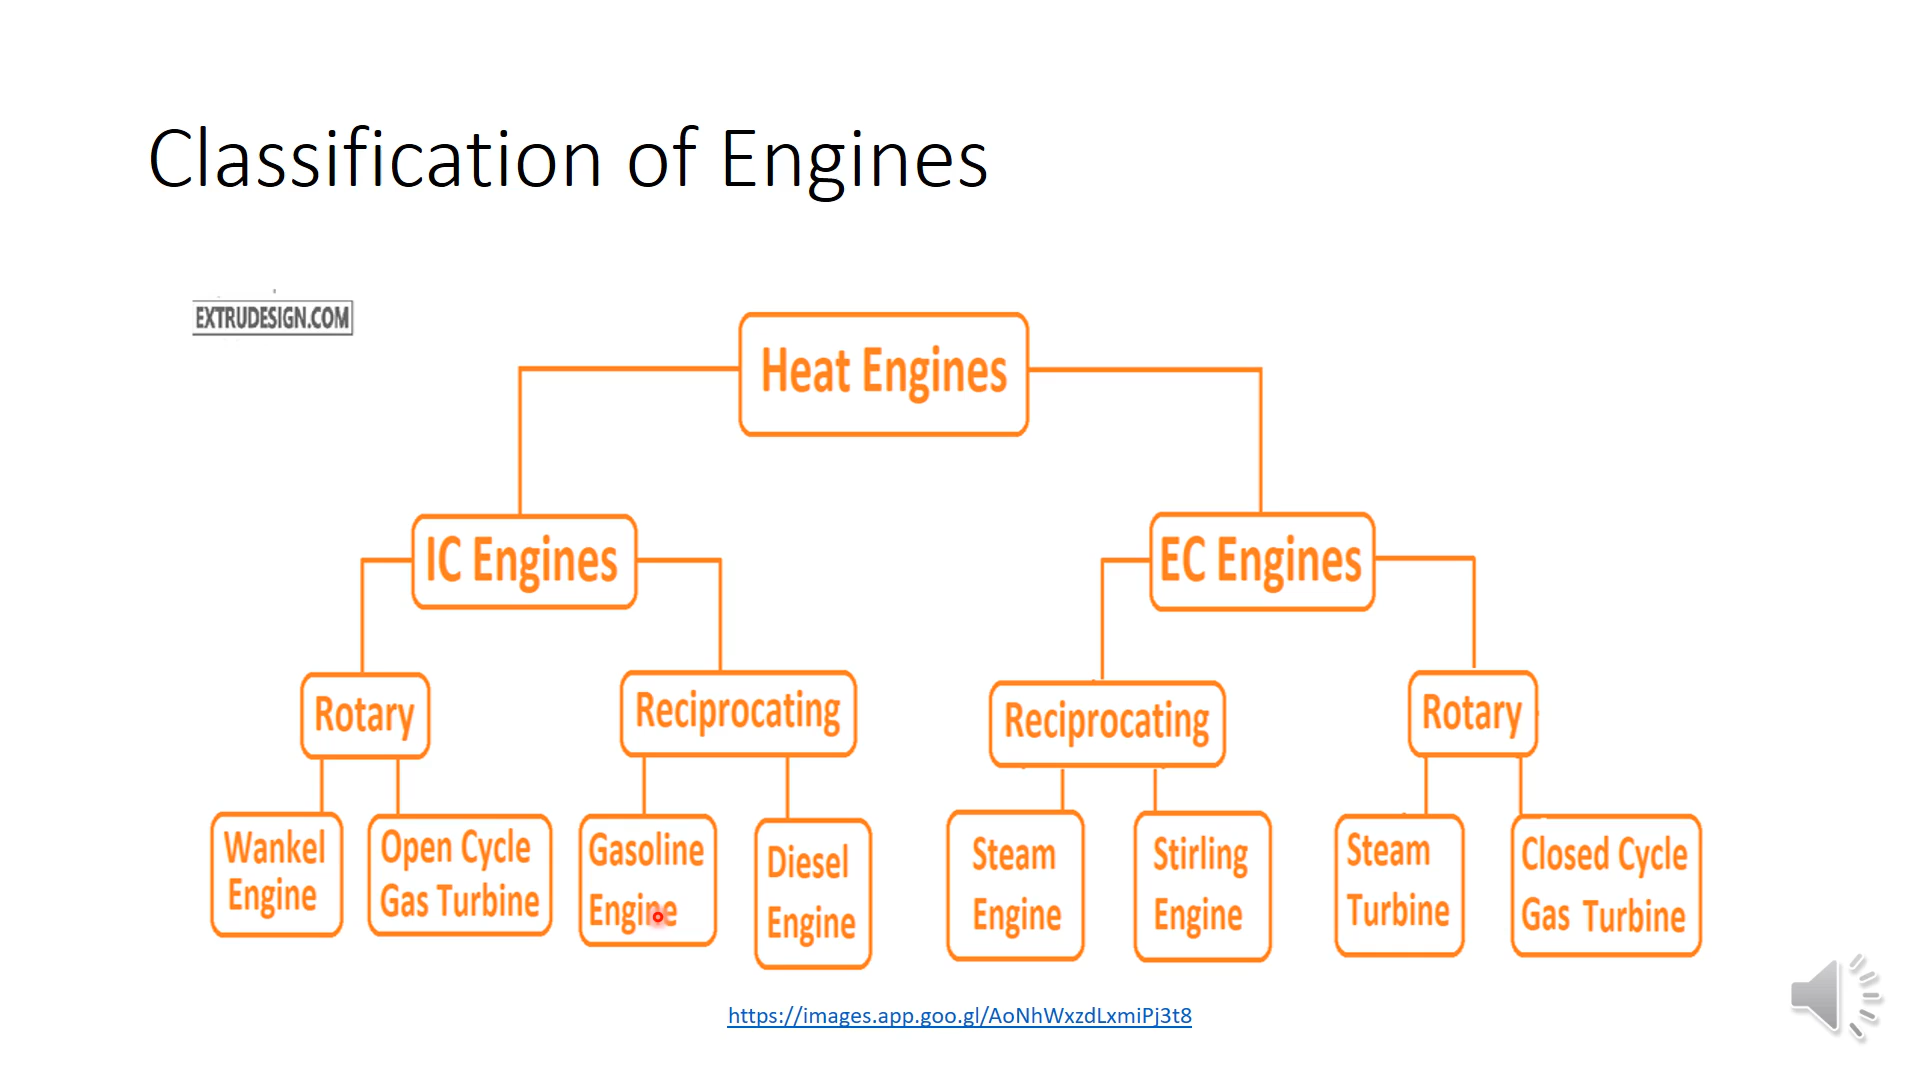 Classification of Engines
EXTRUDESIGN.COM
Heat Engines
IC Engines
EC Engines
Rotary
Reciprocating
Reciprocating
Rotary
Wankel
Engine
Open Cycle
Gas Turbine
Gasoline
Engine
Diesel
Engine
Steam
Engine
Stirling
Engine
Steam
Turbine
Closed Cycle
Gas Turbine
https://images.app.goo.gl/AoNhWxzdLxmiPj3t8